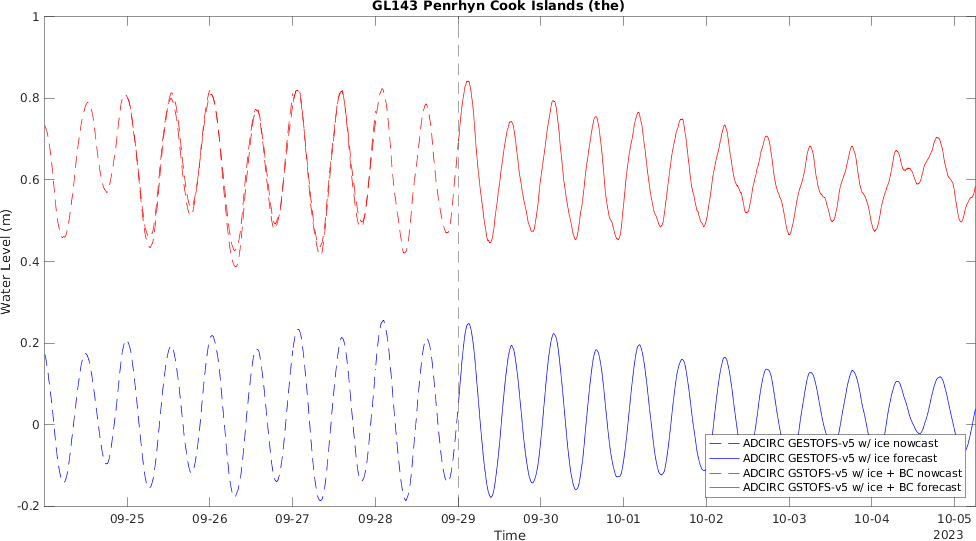 GL143 Penrhyn Cook Islands (the)
1
0.8
0.6
0.4
0.2
0
-0.2
Water Level (m)
ADCIRC GESTOFS-v5 w/ ice nowcast
ADCIRC GESTOFS-v5 w/ ice forecast
ADCIRC GSTOFS-v5 w/ ice + BC nowcast
ADCIRC GSTOFS-v5 w/ ice + BC forecast
09-25 09-26 09-27 09-28 09-29 09-30 10-01 10-02 10-03 10-04 10-05
Time
2023